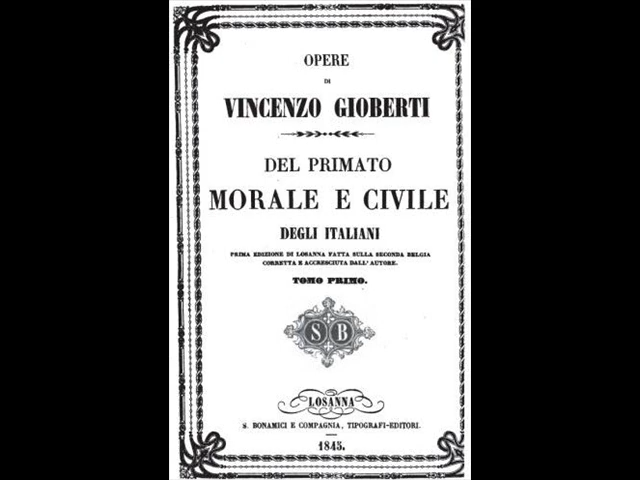 OPERE
DI
VINCENZO GIOBERTI
DEL PRIMATO
MORALE E CIVILE
DEGLI ITALIANI
PRIMA EDIZIONE DI LOSANNA FATTA SULLA SECONDA BELGIA
CORRETTA E ACCRESCIUTA DALL' AUTORE.
TOMO PRIMO.
S B
LOSANNA
S. BONAMICI E COMPAGNIA, TIPOGRAFI-EDITORI.
1845.